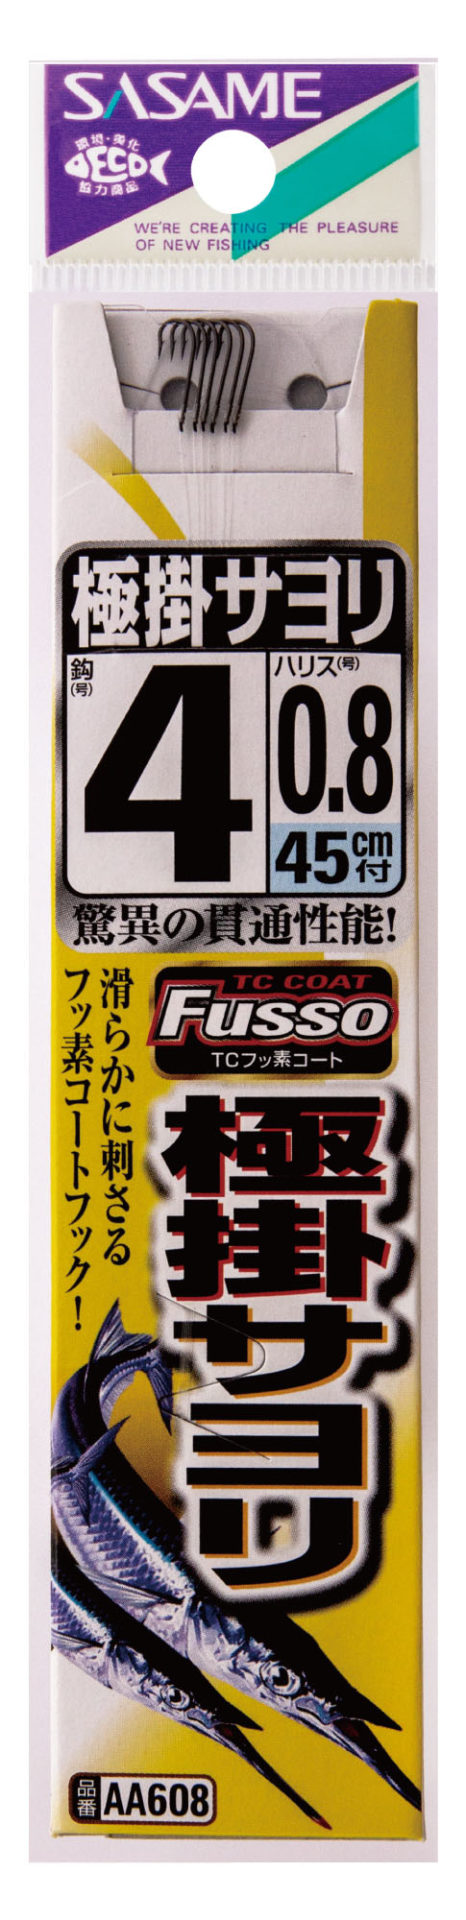 SASAME
環境・美化
DECO
協力商品
WE'RE CREATING THE PLEASURE
OF NEW FISHING
極掛サヨリ
鈎(号)
4
ハリス(号)
0.8
45cm付
驚異の貫通性能!
TC COAT
Fusso
TCフッ素コート
滑らかに刺さる
フッ素コートフック!
極掛サヨリ
品番
AA608